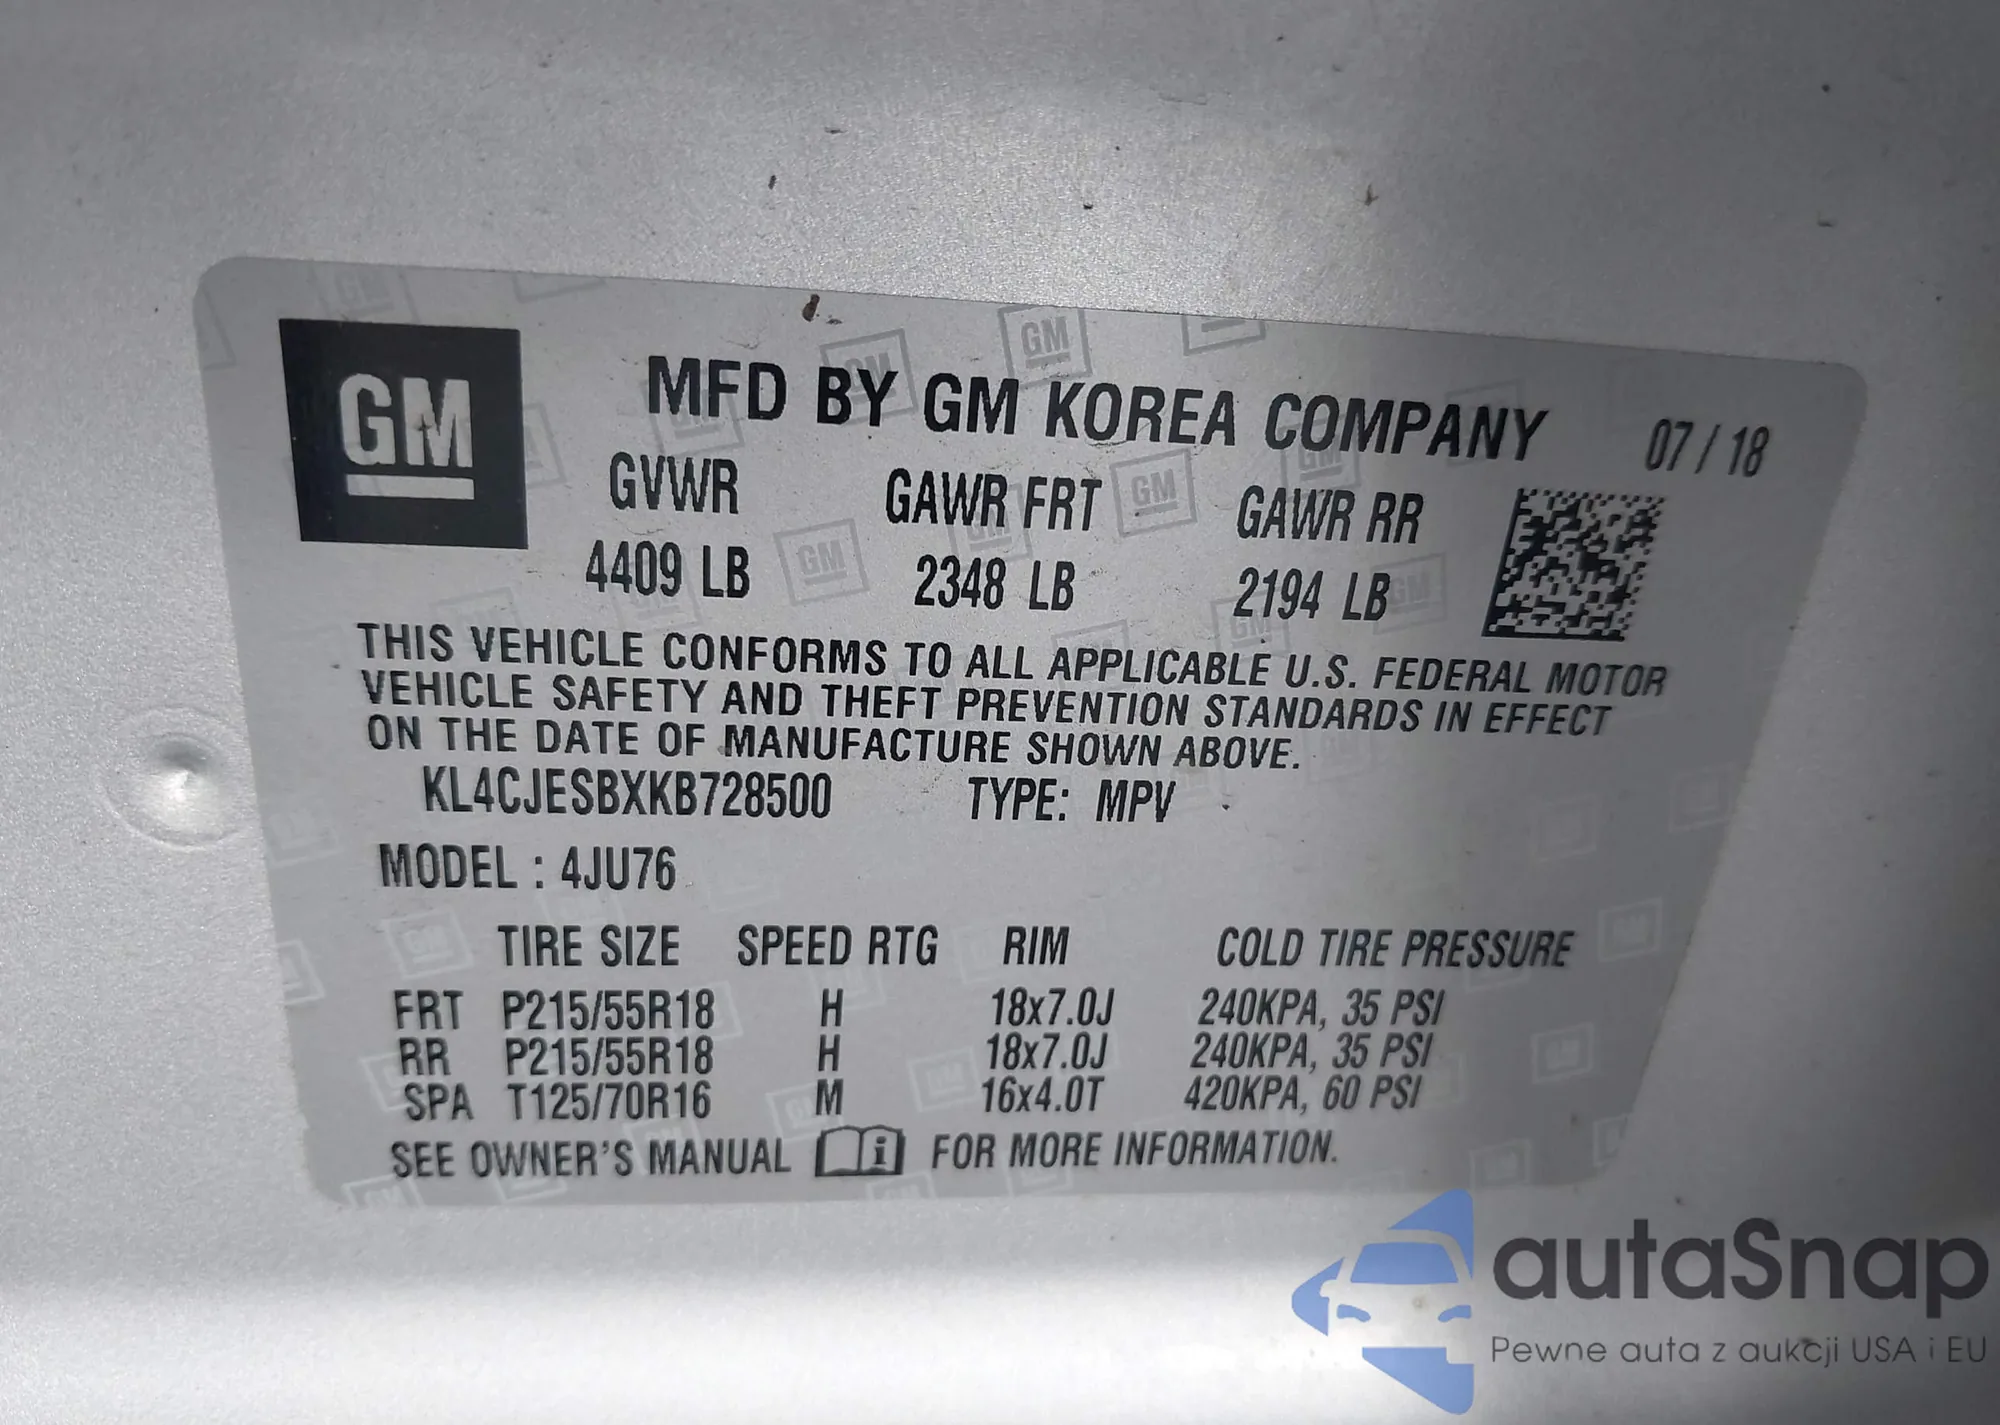 GM
MFD BY GM KOREA COMPANY 07 / 18
GVWR GAWR FRT GAWR RR
4409 LB 2348 LB 2194 LB
THIS VEHICLE CONFORMS TO ALL APPLICABLE U.S. FEDERAL MOTOR
VEHICLE SAFETY AND THEFT PREVENTION STANDARDS IN EFFECT
ON THE DATE OF MANUFACTURE SHOWN ABOVE.
KL4CJESBXKB728500 TYPE: MPV
MODEL : 4JU76
TIRE SIZE SPEED RTG RIM COLD TIRE PRESSURE
FRT P215/55R18 H 18x7.0J 240KPA, 35 PSI
RR P215/55R18 H 18x7.0J 240KPA, 35 PSI
SPA T125/70R16 M 16x4.0T 420KPA, 60 PSI
SEE OWNER'S MANUAL i FOR MORE INFORMATION.
autaSnap
Pewne auta z aukcji USA i EU